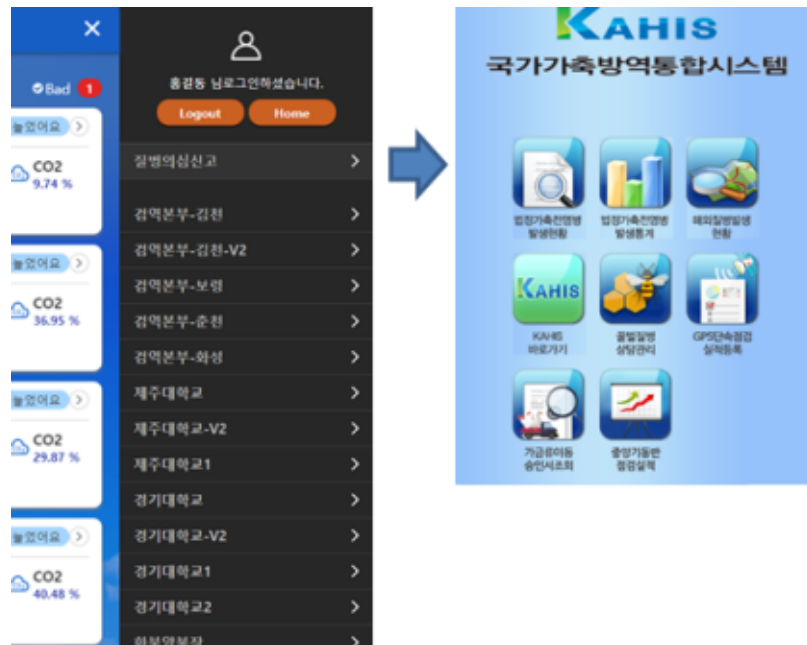 ×
Bad 1
늘었어요 >
CO2
9.74 %
늘었어요 >
CO2
36.95 %
늘었어요 >
CO2
29.87 %
늘었어요 >
CO2
40.48 %
홍길동 님로그인하셨습니다.
Logout Home
질병의심신고 >
검역본부-김천 >
검역본부-김천-V2 >
검역본부-보령 >
검역본부-춘천 >
검역본부-화성 >
제주대학교 >
제주대학교-V2 >
제주대학교1 >
경기대학교 >
경기대학교-V2 >
경기대학교1 >
경기대학교2 >
KAHIS
국가가축방역통합시스템
법정가축전염병
발생현황
법정가축전염병
발생통계
해외질병발생
현황
KAHIS
KAHIS
바로가기
꿀벌질병
상담관리
GPS단속점검
실적등록
가금류이동
승인서조회
중앙기동반
점검실적